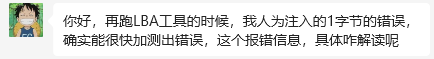 你好，再跑LBA工具的时候，我人为注入的1字节的错误，
确实能很快加测出错误，这个报错信息，具体咋解读呢